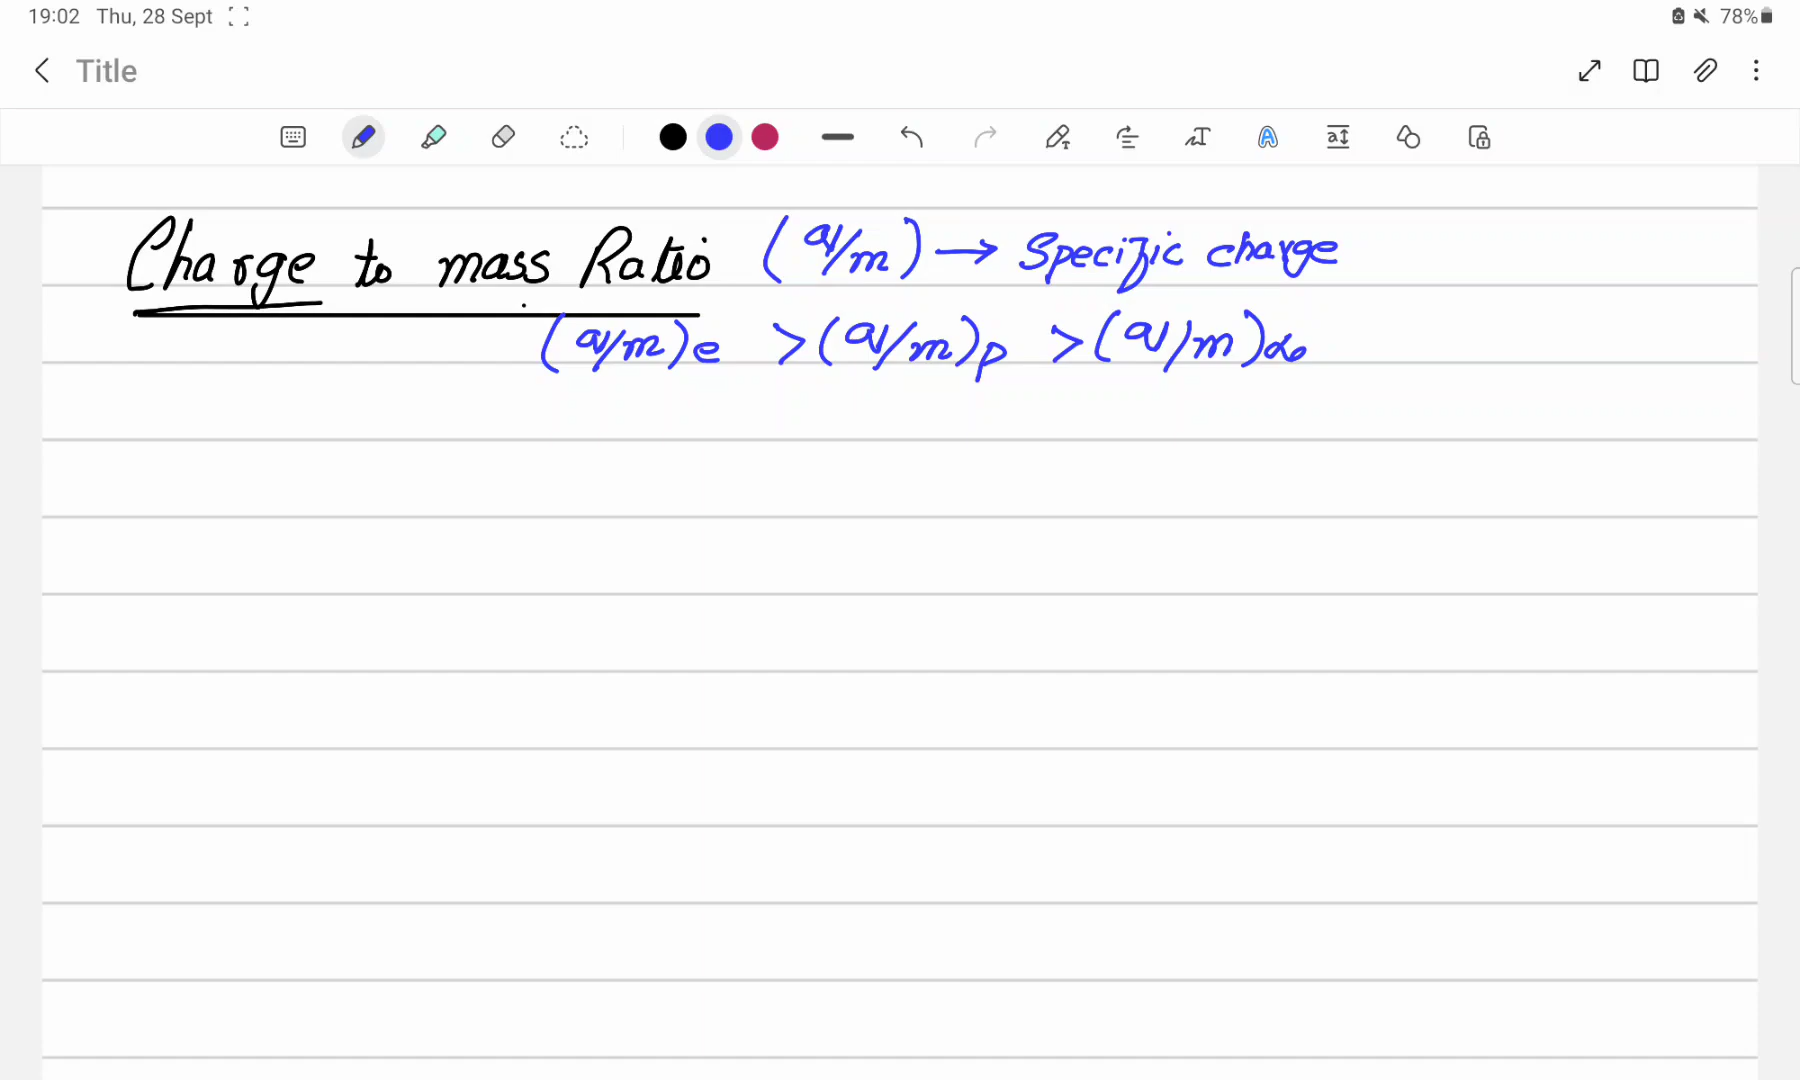 19:02 Thu, 28 Sept
78%
Title
Charge to mass Ratio (q/m) → Specific charge
(q/m)e > (q/m)p > (q/m)α